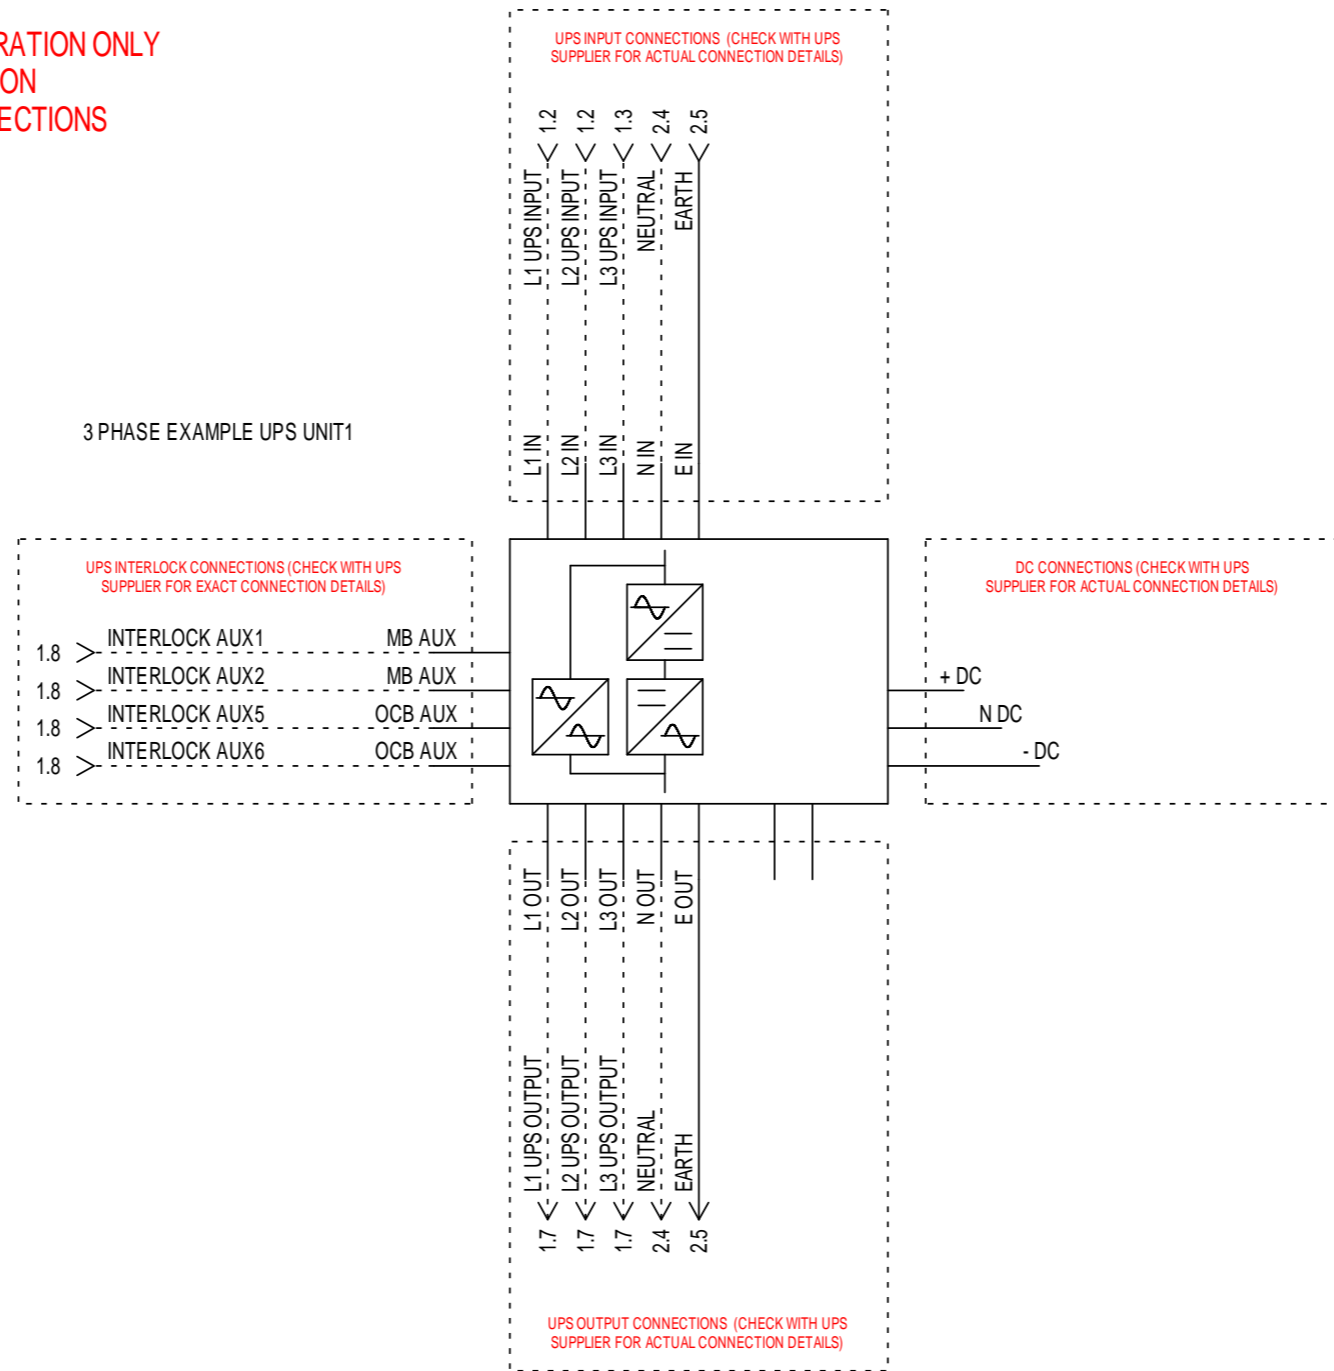 RATION ONLY
ON
ECTIONS
UPS INPUT CONNECTIONS (CHECK WITH UPS
SUPPLIER FOR ACTUAL CONNECTION DETAILS)
1.2
1.2
1.3
2.4
2.5
L1 UPS INPUT
L2 UPS INPUT
L3 UPS INPUT
NEUTRAL
EARTH
3 PHASE EXAMPLE UPS UNIT1
L1 IN
L2 IN
L3 IN
N IN
E IN
UPS INTERLOCK CONNECTIONS (CHECK WITH UPS
SUPPLIER FOR EXACT CONNECTION DETAILS)
1.8 INTERLOCK AUX1 MB AUX
1.8 INTERLOCK AUX2 MB AUX
1.8 INTERLOCK AUX5 OCB AUX
1.8 INTERLOCK AUX6 OCB AUX
DC CONNECTIONS (CHECK WITH UPS
SUPPLIER FOR ACTUAL CONNECTION DETAILS)
+ DC
N DC
- DC
L1 OUT
L2 OUT
L3 OUT
N OUT
E OUT
L1 UPS OUTPUT
L2 UPS OUTPUT
L3 UPS OUTPUT
NEUTRAL
EARTH
1.7
1.7
1.7
2.4
2.5
UPS OUTPUT CONNECTIONS (CHECK WITH UPS
SUPPLIER FOR ACTUAL CONNECTION DETAILS)